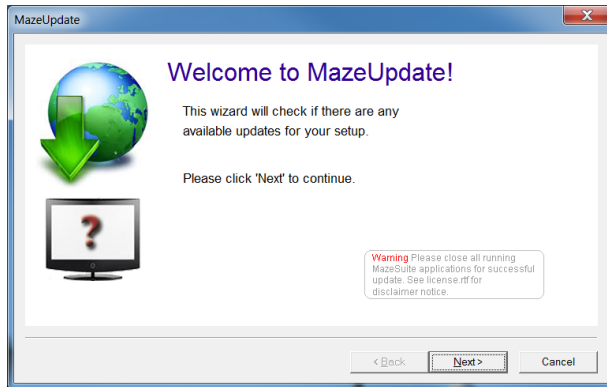 MazeUpdate
Welcome to MazeUpdate!
This wizard will check if there are any
available updates for your setup.
Please click 'Next' to continue.
?
Warning Please close all running
MazeSuite applications for successful
update. See license.rtf for
disclaimer notice.
< Back
Next >
Cancel